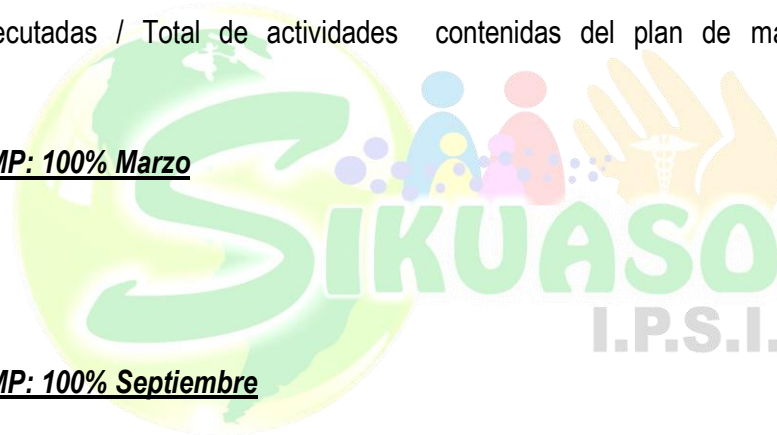 ecutadas / Total de actividades contenidas del plan de ma
MP: 100% Marzo
SIKUASO
I.P.S.I.
MP: 100% Septiembre